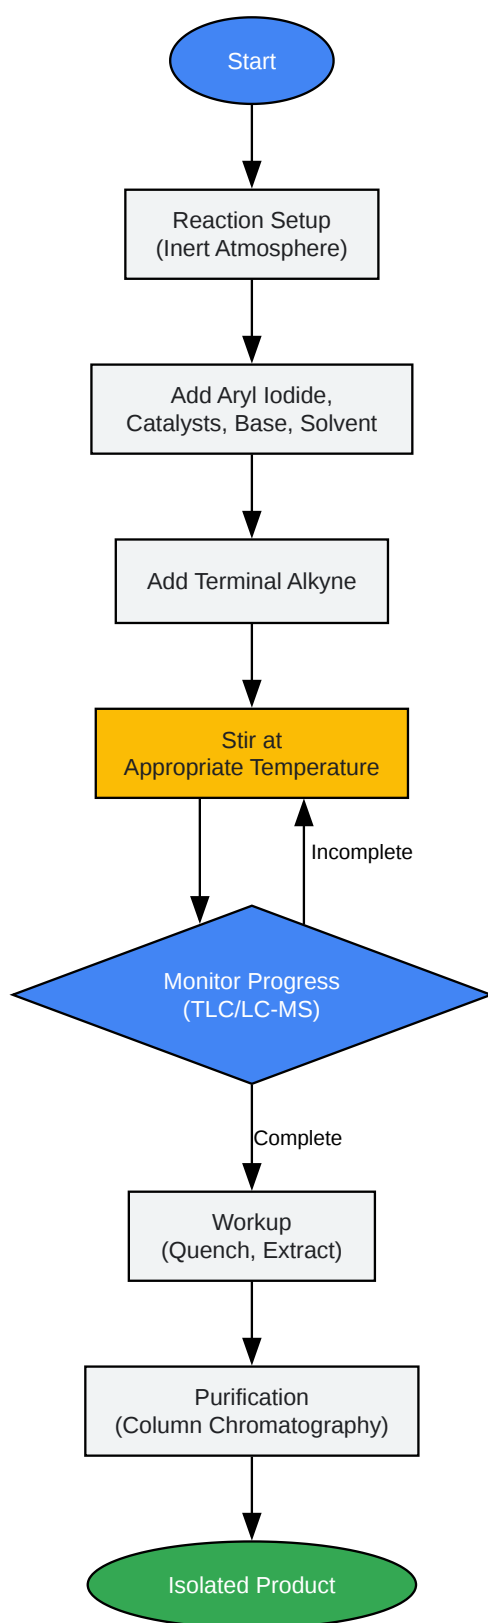 Start
Reaction Setup
(Inert Atmosphere)
Add Aryl Iodide,
Catalysts, Base, Solvent
Add Terminal Alkyne
Stir at
Appropriate Temperature
Incomplete
Monitor Progress
(TLC/LC-MS)
Complete
Workup
(Quench, Extract)
Purification
(Column Chromatography)
Isolated Product